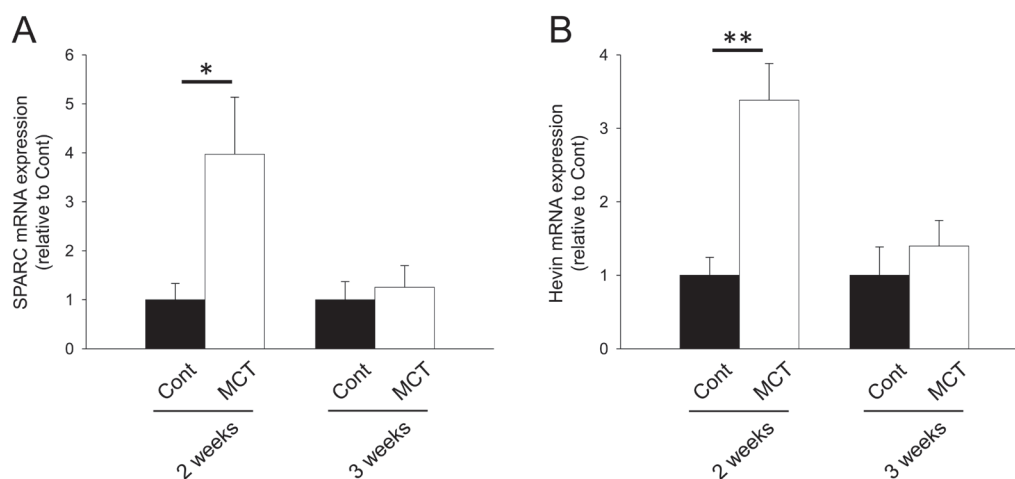 A
SPARC mRNA expression
(relative to Cont)
6
5
4
3
2
1
0
*
Cont
MCT
Cont
MCT
2 weeks
3 weeks
B
Hevin mRNA expression
(relative to Cont)
4
3
2
1
0
**
Cont
MCT
Cont
MCT
2 weeks
3 weeks